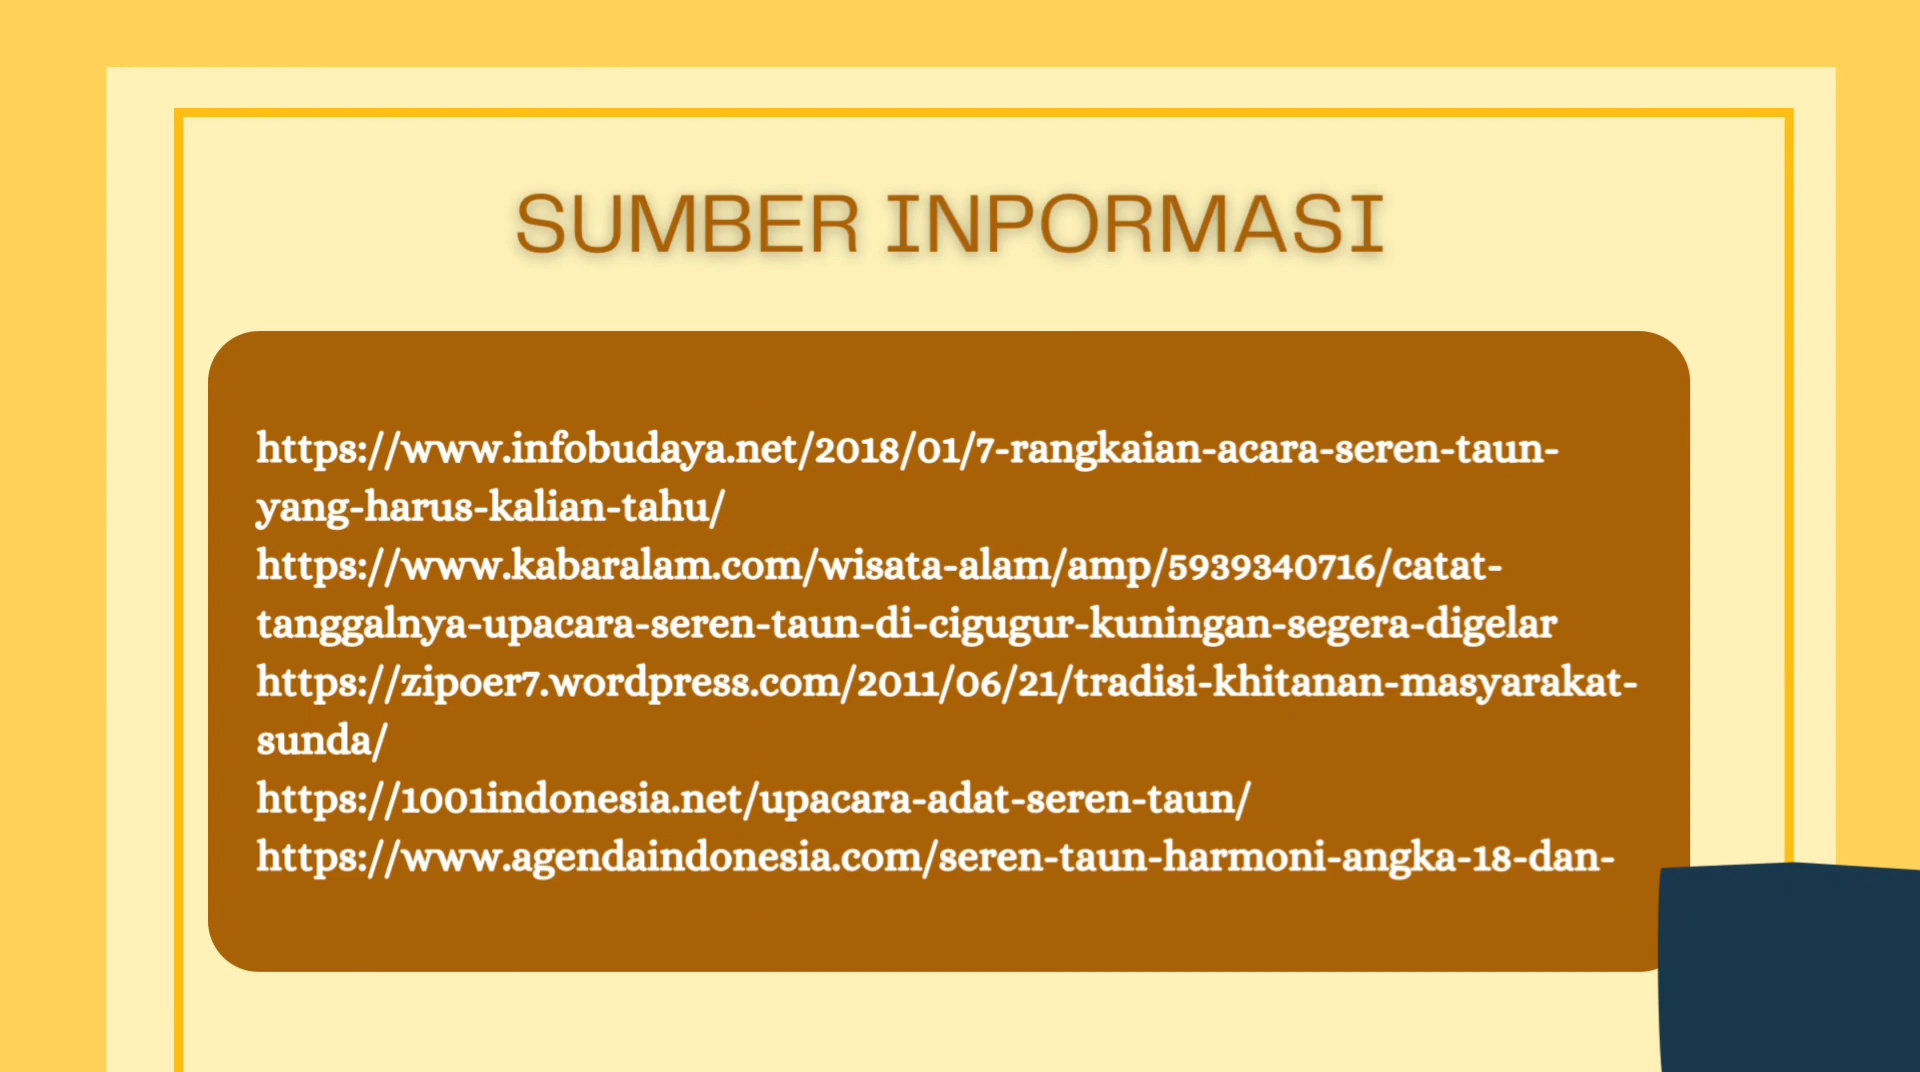 SUMBER INPORMASI
https://www.infobudaya.net/2018/01/7-rangkaian-acara-seren-taun-
yang-harus-kalian-tahu/
https://www.kabaralam.com/wisata-alam/amp/5939340716/catat-
tanggalnya-upacara-seren-taun-di-cigugur-kuningan-segera-digelar
https://zipoer7.wordpress.com/2011/06/21/tradisi-khitanan-masyarakat-
sunda/
https://1001indonesia.net/upacara-adat-seren-taun/
https://www.agendaindonesia.com/seren-taun-harmoni-angka-18-dan-